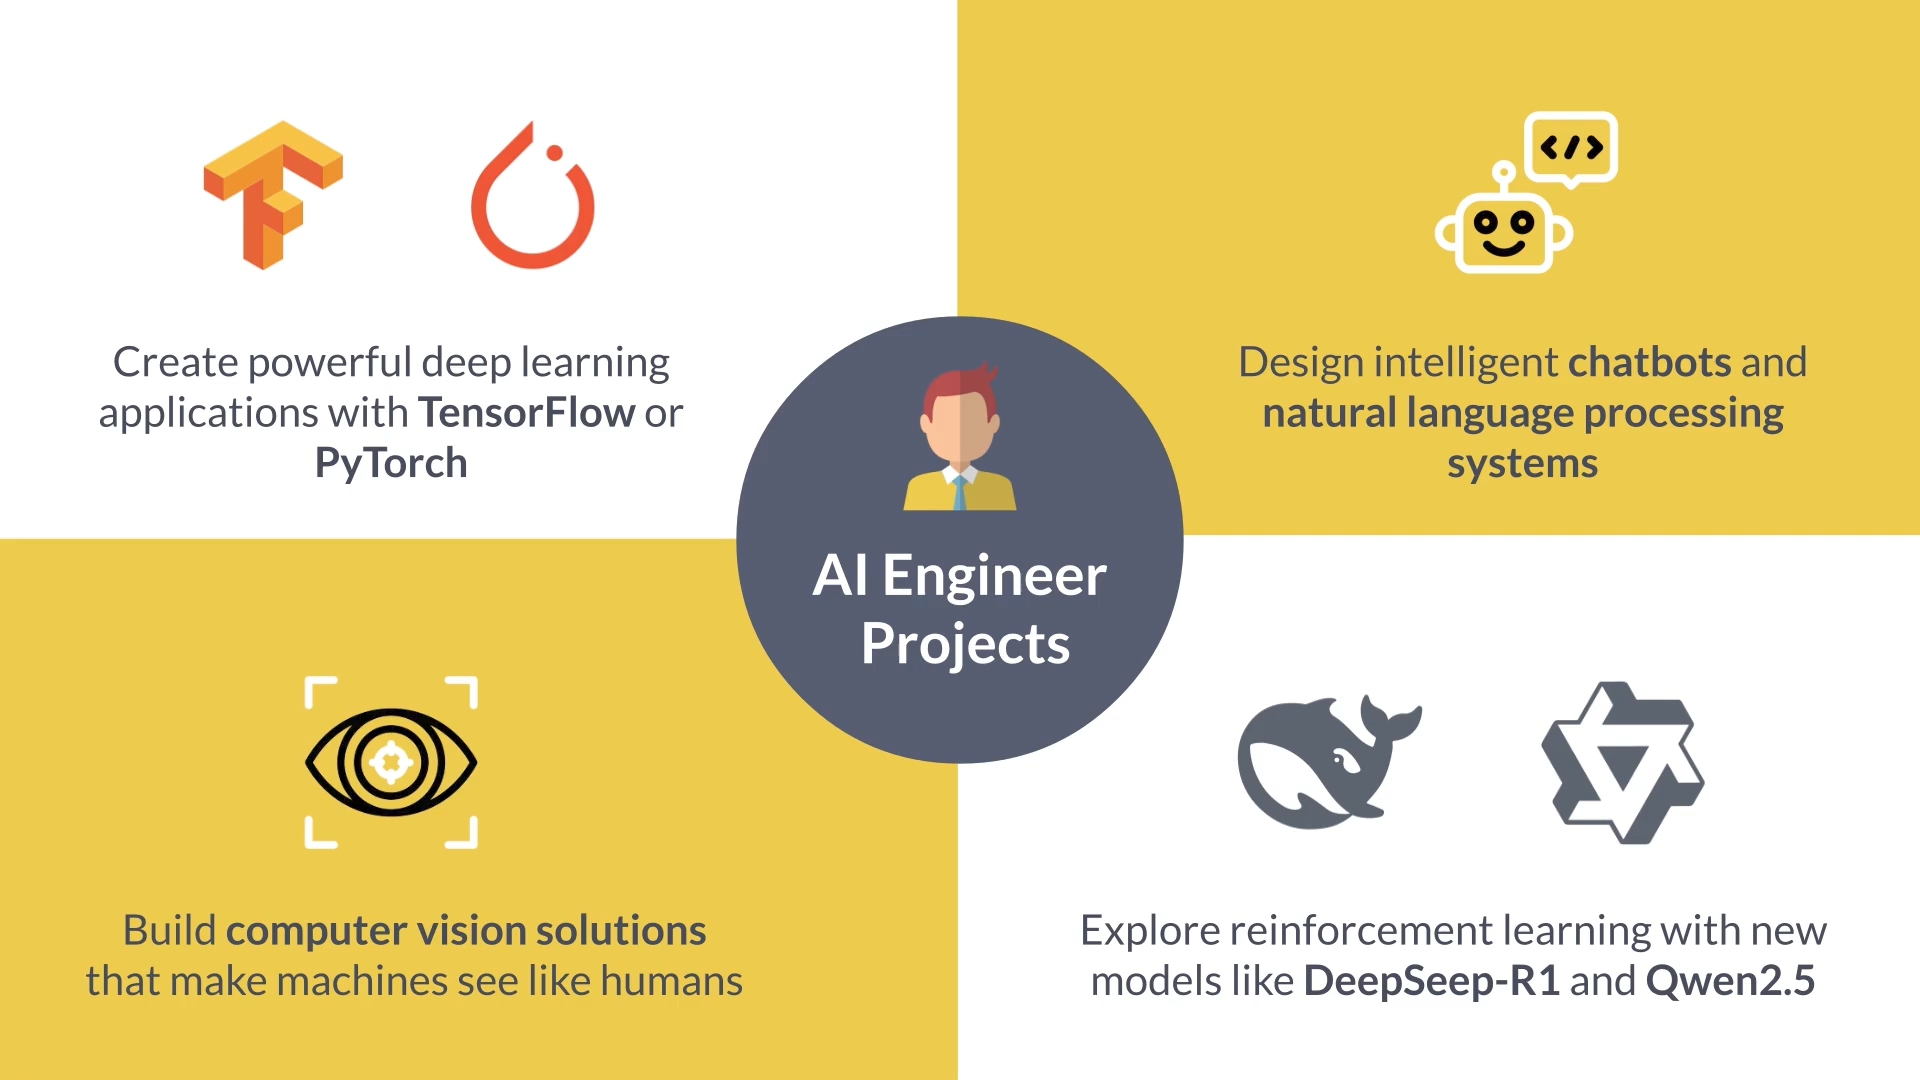 Create powerful deep learning
applications with TensorFlow or
PyTorch
</>
Design intelligent chatbots and
natural language processing
systems
AI Engineer
Projects
Build computer vision solutions
that make machines see like humans
Explore reinforcement learning with new
models like DeepSeep-R1 and Qwen2.5